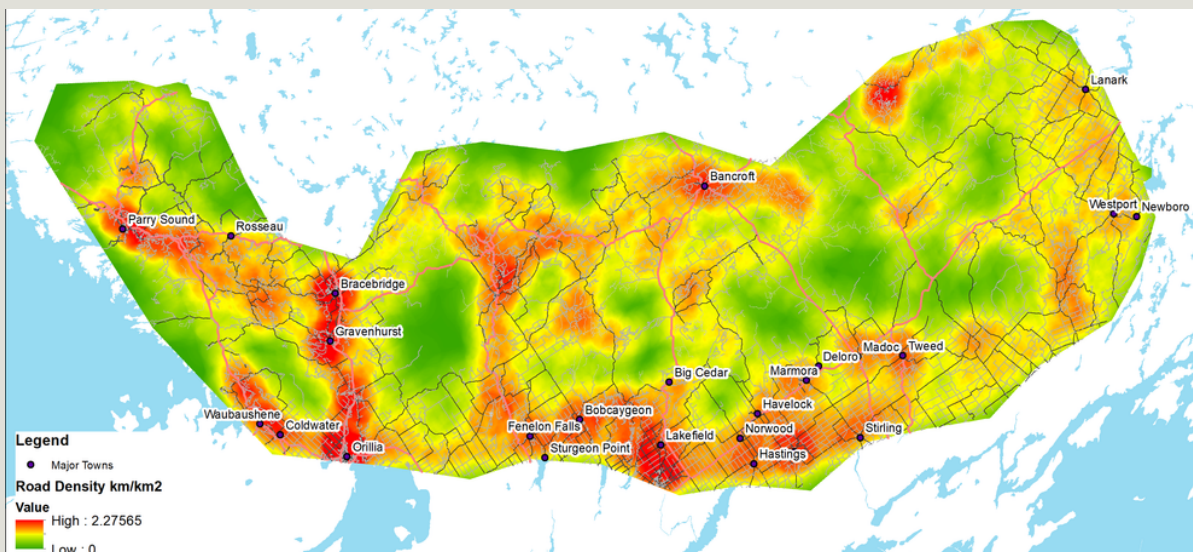 Lanark
Bancroft
Westport
Newboro
Parry Sound
Rosseau
Bracebridge
Gravenhurst
Madoc
Tweed
Deloro
Marmora
Big Cedar
Waubaushene
Coldwater
Bobcaygeon
Havelock
Fenelon Falls
Norwood
Stirling
Lakefield
Orillia
Sturgeon Point
Hastings
Legend
Major Towns
Road Density km/km2
Value
High : 2.27565
Low : 0